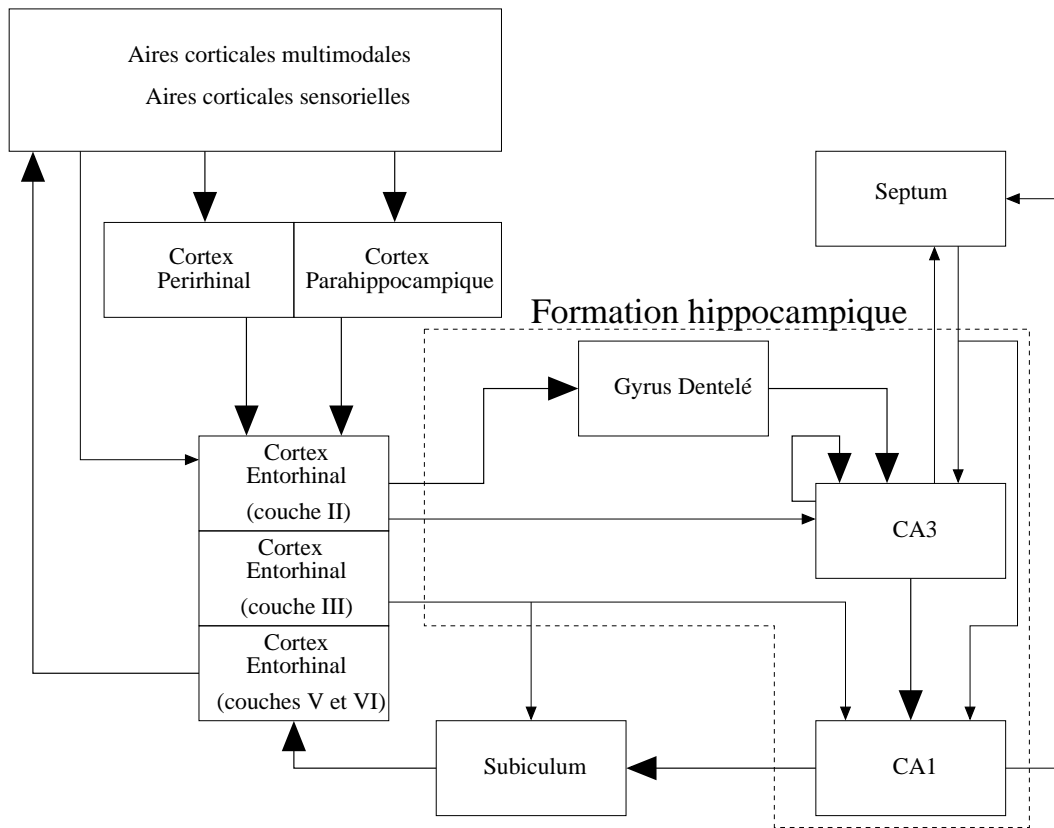 Aires corticales multimodales
Aires corticales sensorielles
Septum
Cortex
Perirhinal
Cortex
Parahippocampique
Formation hippocampique
Gyrus Dentelé
Cortex
Entorhinal
(couche II)
CA3
Cortex
Entorhinal
(couche III)
Cortex
Entorhinal
(couches V et VI)
Subiculum
CA1